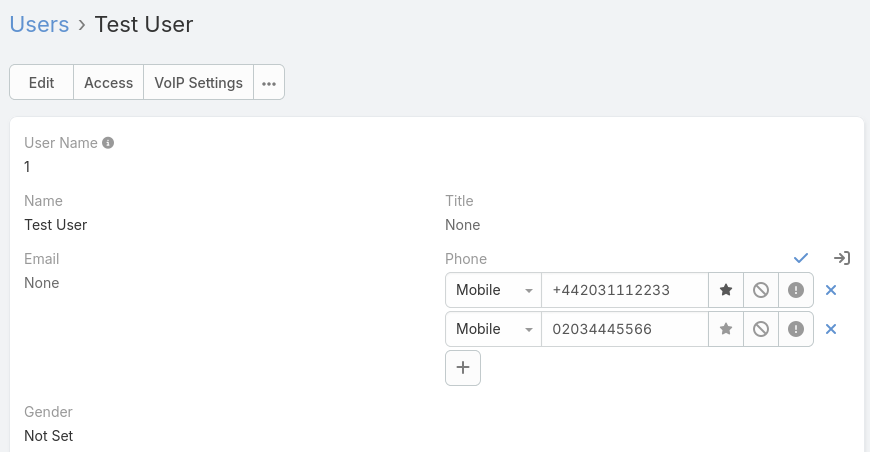 Users › Test User
Edit Access VoIP Settings ...
User Name
1
Name Title
Test User None
Email Phone
None
Mobile +442031112233
Mobile 02034445566
Gender
Not Set